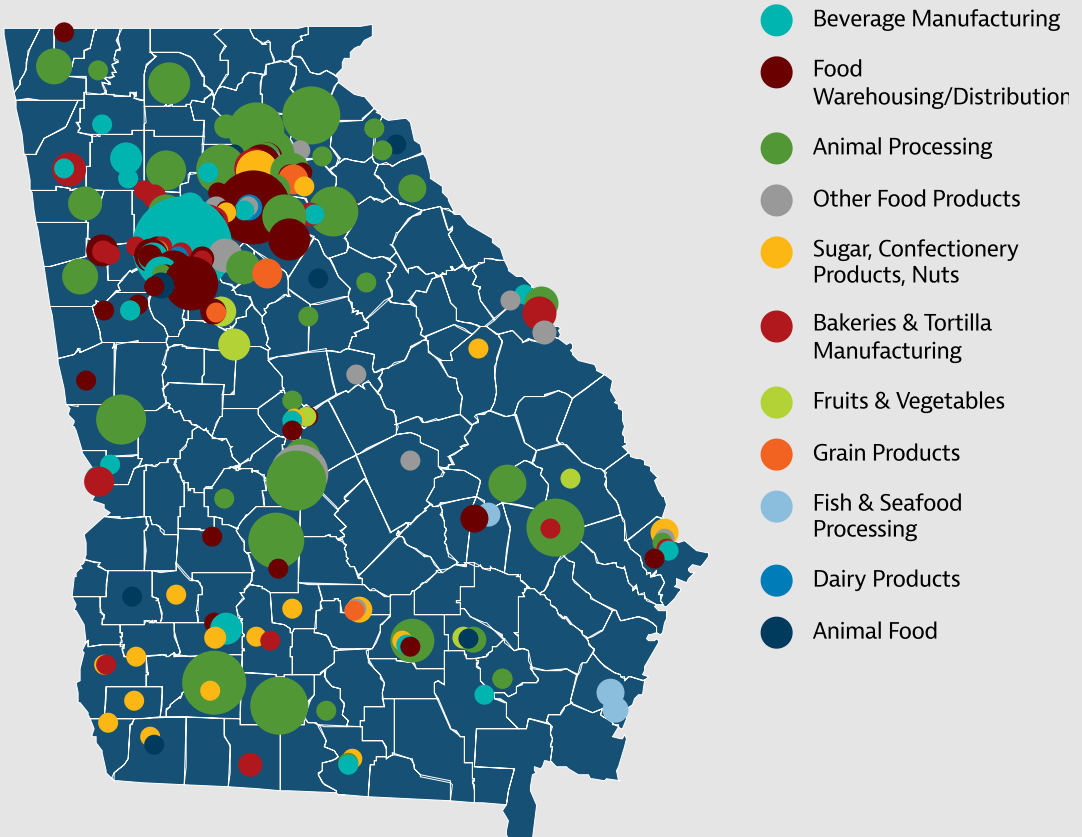 Beverage Manufacturing
Food
Warehousing/Distribution
Animal Processing
Other Food Products
Sugar, Confectionery
Products, Nuts
Bakeries & Tortilla
Manufacturing
Fruits & Vegetables
Grain Products
Fish & Seafood
Processing
Dairy Products
Animal Food